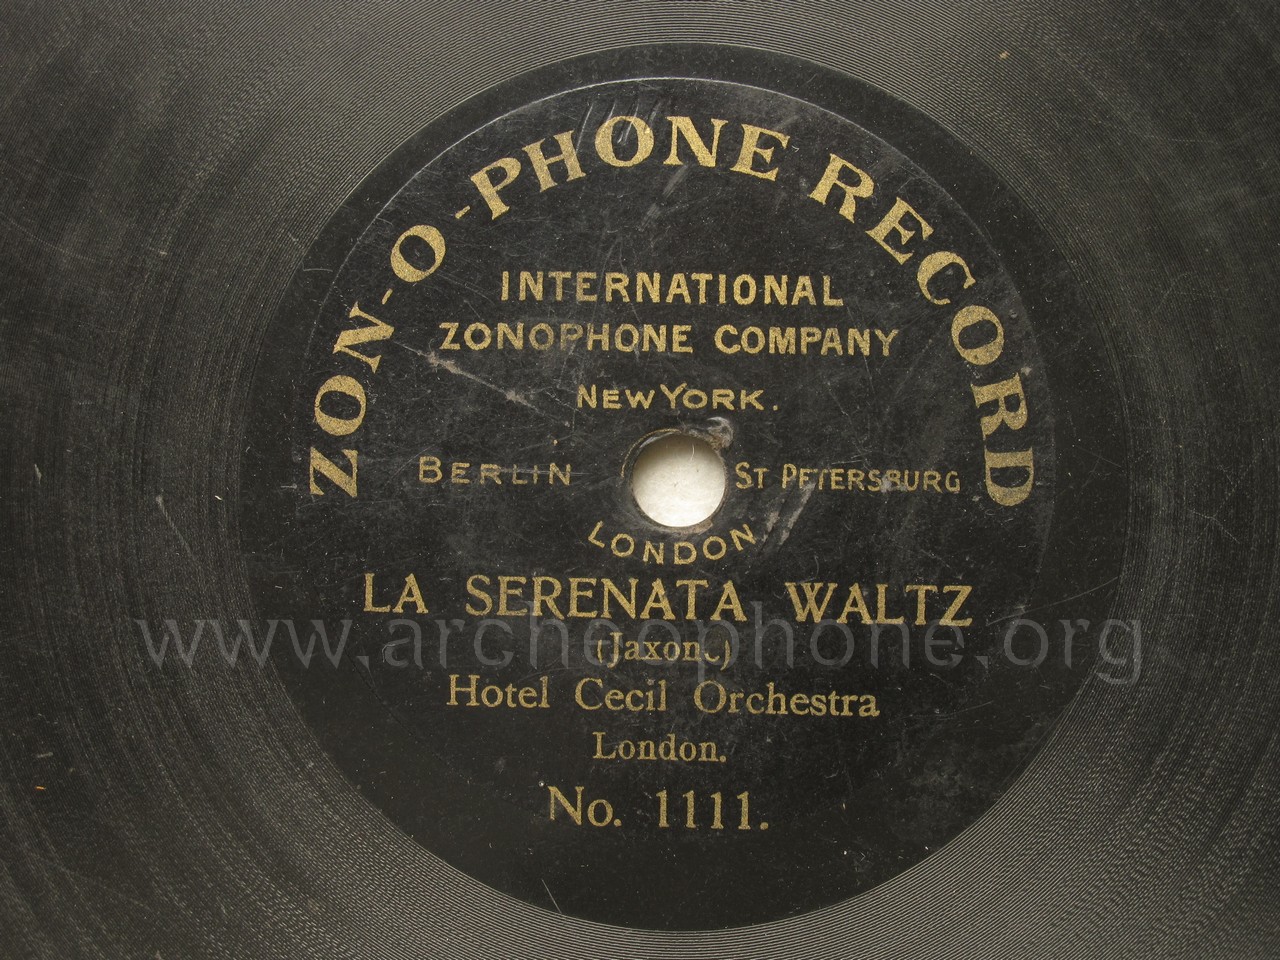 ZON-O-PHONE RECORD
INTERNATIONAL
ZONOPHONE COMPANY
NEW YORK.
BERLIN
ST PETERSBURG
LONDON
LA SERENATA WALTZ
www.archeophone.org
(Jaxone)
Hotel Cecil Orchestra
London.
No. 1111.